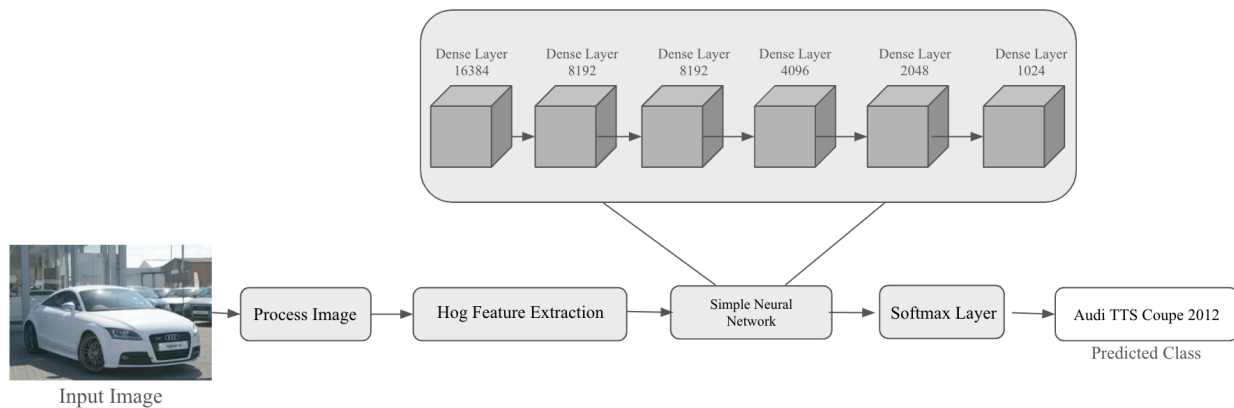 Dense Layer
16384
Dense Layer
8192
Dense Layer
8192
Dense Layer
4096
Dense Layer
2048
Dense Layer
1024
Process Image
Hog Feature Extraction
Simple Neural
Network
Softmax Layer
Audi TTS Coupe 2012
Predicted Class
Input Image